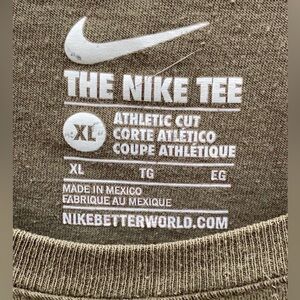 THE NIKE TEE
XL
ATHLETIC CUT
CORTE ATLÉTICO
COUPE ATHLÉTIQUE
XL TG EG
MADE IN MEXICO
FABRIQUE AU MEXIQUE
NIKEBETTERWORLD.COM